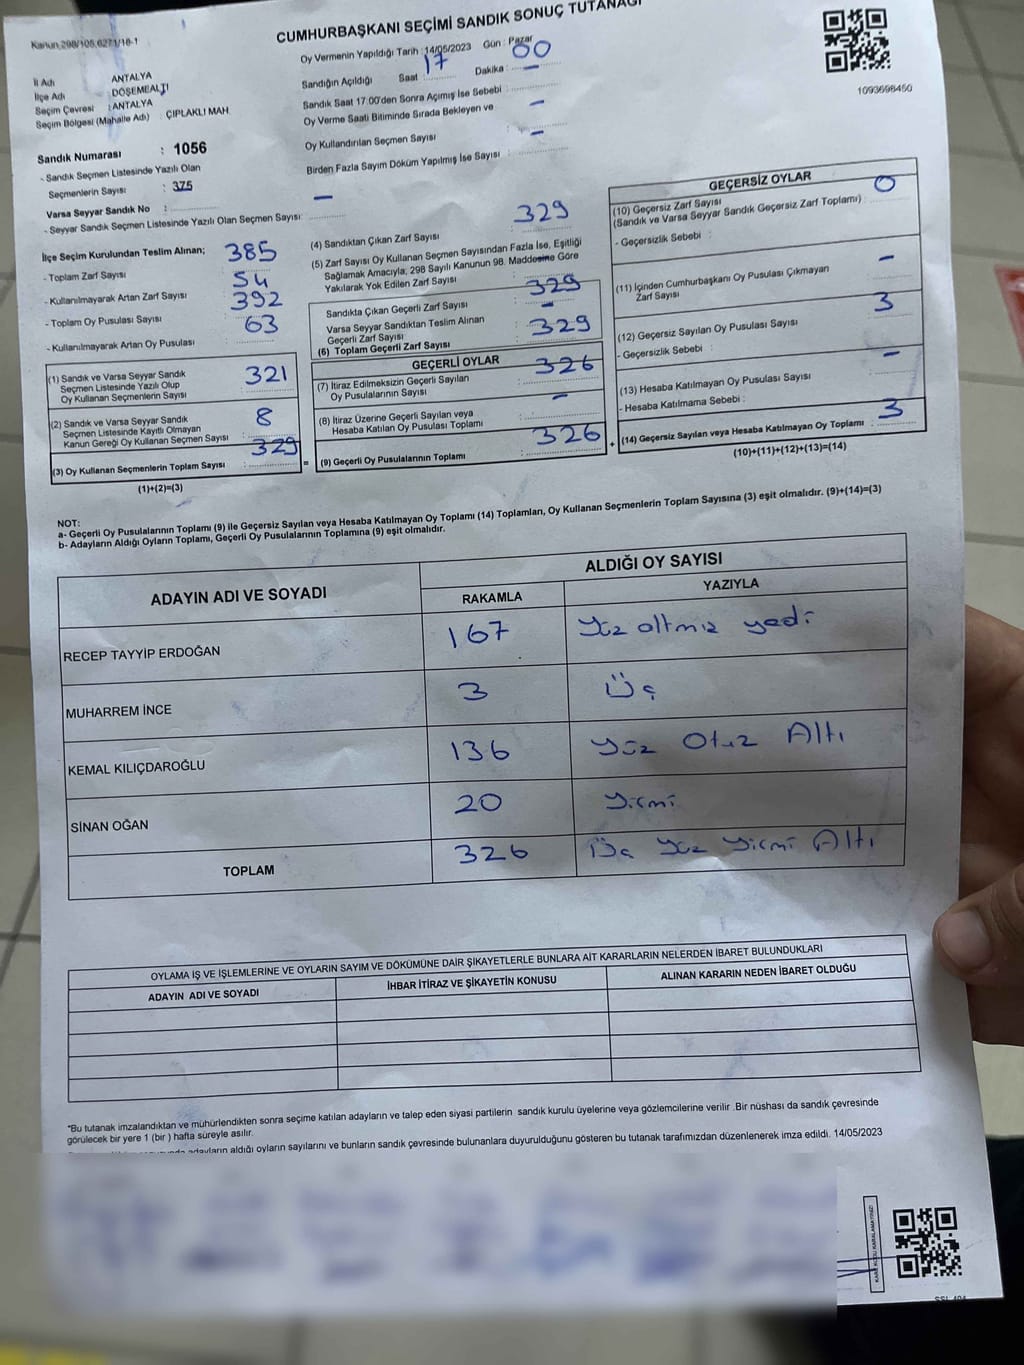 CUMHURBAŞKANI SEÇİMİ SANDIK SONUÇ TUTANAĞI
Kanun 298/105,6271/18-1
İl Adı ANTALYA
İlçe Adı DÖŞEMEALTI
Seçim Çevresi : ANTALYA
Seçim Bölgesi (Mahalle Adı) : ÇIPLAKLI MAH
Oy Vermenin Yapıldığı Tarih : 14/05/2023 Gün : Pazar
Sandığın Açıldığı Saat 17 Dakika : 00
Sandık Saat 17:00'den Sonra Açımış İse Sebebi : —
Oy Verme Saati Bitiminde Sırada Bekleyen ve
Oy Kullandırılan Seçmen Sayısı : —
Birden Fazla Sayım Döküm Yapılmış İse Sayısı : —
1093698450
Sandık Numarası : 1056
- Sandık Seçmen Listesinde Yazılı Olan
Seçmenlerin Sayısı : 375
Varsa Seyyar Sandık No :
- Seyyar Sandık Seçmen Listesinde Yazılı Olan Seçmen Sayısı: —
İlçe Seçim Kurulundan Teslim Alınan;
- Toplam Zarf Sayısı : 385
- Kullanılmayarak Artan Zarf Sayısı : 54
- Toplam Oy Pusulası Sayısı : 392
- Kullanılmayarak Artan Oy Pusulası : 63
(1) Sandık ve Varsa Seyyar Sandık
Seçmen Listesinde Yazılı Olup
Oy Kullanan Seçmenlerin Sayısı : 321
(2) Sandık ve Varsa Seyyar Sandık
Seçmen Listesinde Kayıtlı Olmayan
Kanun Gereği Oy Kullanan Seçmen Sayısı : 8
(3) Oy Kullanan Seçmenlerin Toplam Sayısı : 329
(1)+(2)=(3)
(4) Sandıktan Çıkan Zarf Sayısı : 329
(5) Zarf Sayısı Oy Kullanan Seçmen Sayısından Fazla İse, Eşitliği
Sağlamak Amacıyla; 298 Sayılı Kanunun 98. Maddesine Göre
Yakılarak Yok Edilen Zarf Sayısı : —
Sandıkta Çıkan Geçerli Zarf Sayısı : 329
Varsa Seyyar Sandıktan Teslim Alınan
Geçerli Zarf Sayısı : —
(6) Toplam Geçerli Zarf Sayısı : 329
GEÇERLİ OYLAR
(7) İtiraz Edilmeksizin Geçerli Sayılan
Oy Pusulalarının Sayısı : 326
(8) İtiraz Üzerine Geçerli Sayılan veya
Hesaba Katılan Oy Pusulası Toplamı : —
(9) Geçerli Oy Pusulalarının Toplamı : 326
GEÇERSİZ OYLAR
(10) Geçersiz Zarf Sayısı
(Sandık ve Varsa Seyyar Sandık Geçersiz Zarf Toplamı) : 0
- Geçersizlik Sebebi :
(11) İçinden Cumhurbaşkanı Oy Pusulası Çıkmayan
Zarf Sayısı : —
(12) Geçersiz Sayılan Oy Pusulası Sayısı : 3
- Geçersizlik Sebebi :
(13) Hesaba Katılmayan Oy Pusulası Sayısı : —
- Hesaba Katılmama Sebebi :
(14) Geçersiz Sayılan veya Hesaba Katılmayan Oy Toplamı : 3
(10)+(11)+(12)+(13)=(14)
NOT:
a- Geçerli Oy Pusulalarının Toplamı (9) ile Geçersiz Sayılan veya Hesaba Katılmayan Oy Toplamı (14) Toplamları, Oy Kullanan Seçmenlerin Toplam Sayısına (3) eşit olmalıdır. (9)+(14)=(3)
b- Adayların Aldığı Oyların Toplamı, Geçerli Oy Pusulalarının Toplamına (9) eşit olmalıdır.
ADAYIN ADI VE SOYADI ALDIĞI OY SAYISI
RAKAMLA YAZIYLA
RECEP TAYYİP ERDOĞAN 167 Yüz altmız yedi
MUHARREM İNCE 3 Üç
KEMAL KILIÇDAROĞLU 136 Yüz Otuz Altı
SİNAN OĞAN 20 Yirmi
TOPLAM 326 Üç Yüz Yirmi Altı
OYLAMA İŞ VE İŞLEMLERİNE VE OYLARIN SAYIM VE DÖKÜMÜNE DAİR ŞİKAYETLERLE BUNLARA AİT KARARLARIN NELERDEN İBARET BULUNDUKLARI
ADAYIN ADI VE SOYADI İHBAR İTİRAZ VE ŞİKAYETİN KONUSU ALINAN KARARIN NEDEN İBARET OLDUĞU
*Bu tutanak imzalandıktan ve mühürlendikten sonra seçime katılan adayların ve talep eden siyasi partilerin sandık kurulu üyelerine veya gözlemcilerine verilir .Bir nüshası da sandık çevresinde
görülecek bir yere 1 (bir ) hafta süreyle asılır.
adayların aldığı oyların sayılarını ve bunların sandık çevresinde bulunanlara duyurulduğunu gösteren bu tutanak tarafımızdan düzenlenerek imza edildi. 14/05/2023
KARE KODU KARALAMAYINIZ!